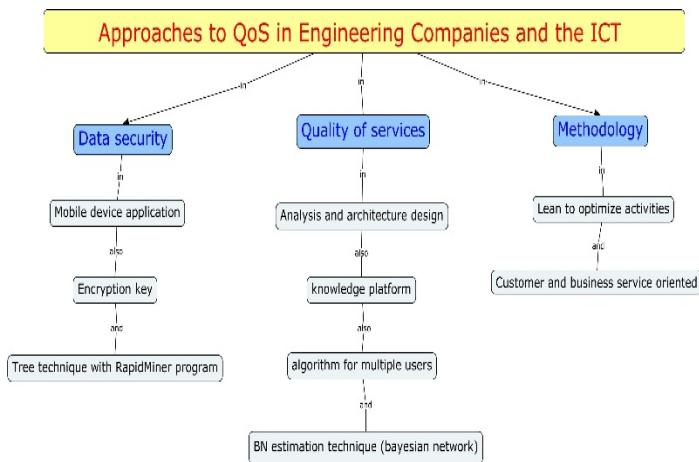 Approaches to QoS in Engineering Companies and the ICT
in
in
in
Data security
Quality of services
Methodology
in
in
in
Mobile device application
Analysis and architecture design
Lean to optimize activities
also
also
and
Encryption key
knowledge platform
Customer and business service oriented
and
also
Tree technique with RapidMiner program
algorithm for multiple users
and
BN estimation technique (bayesian network)